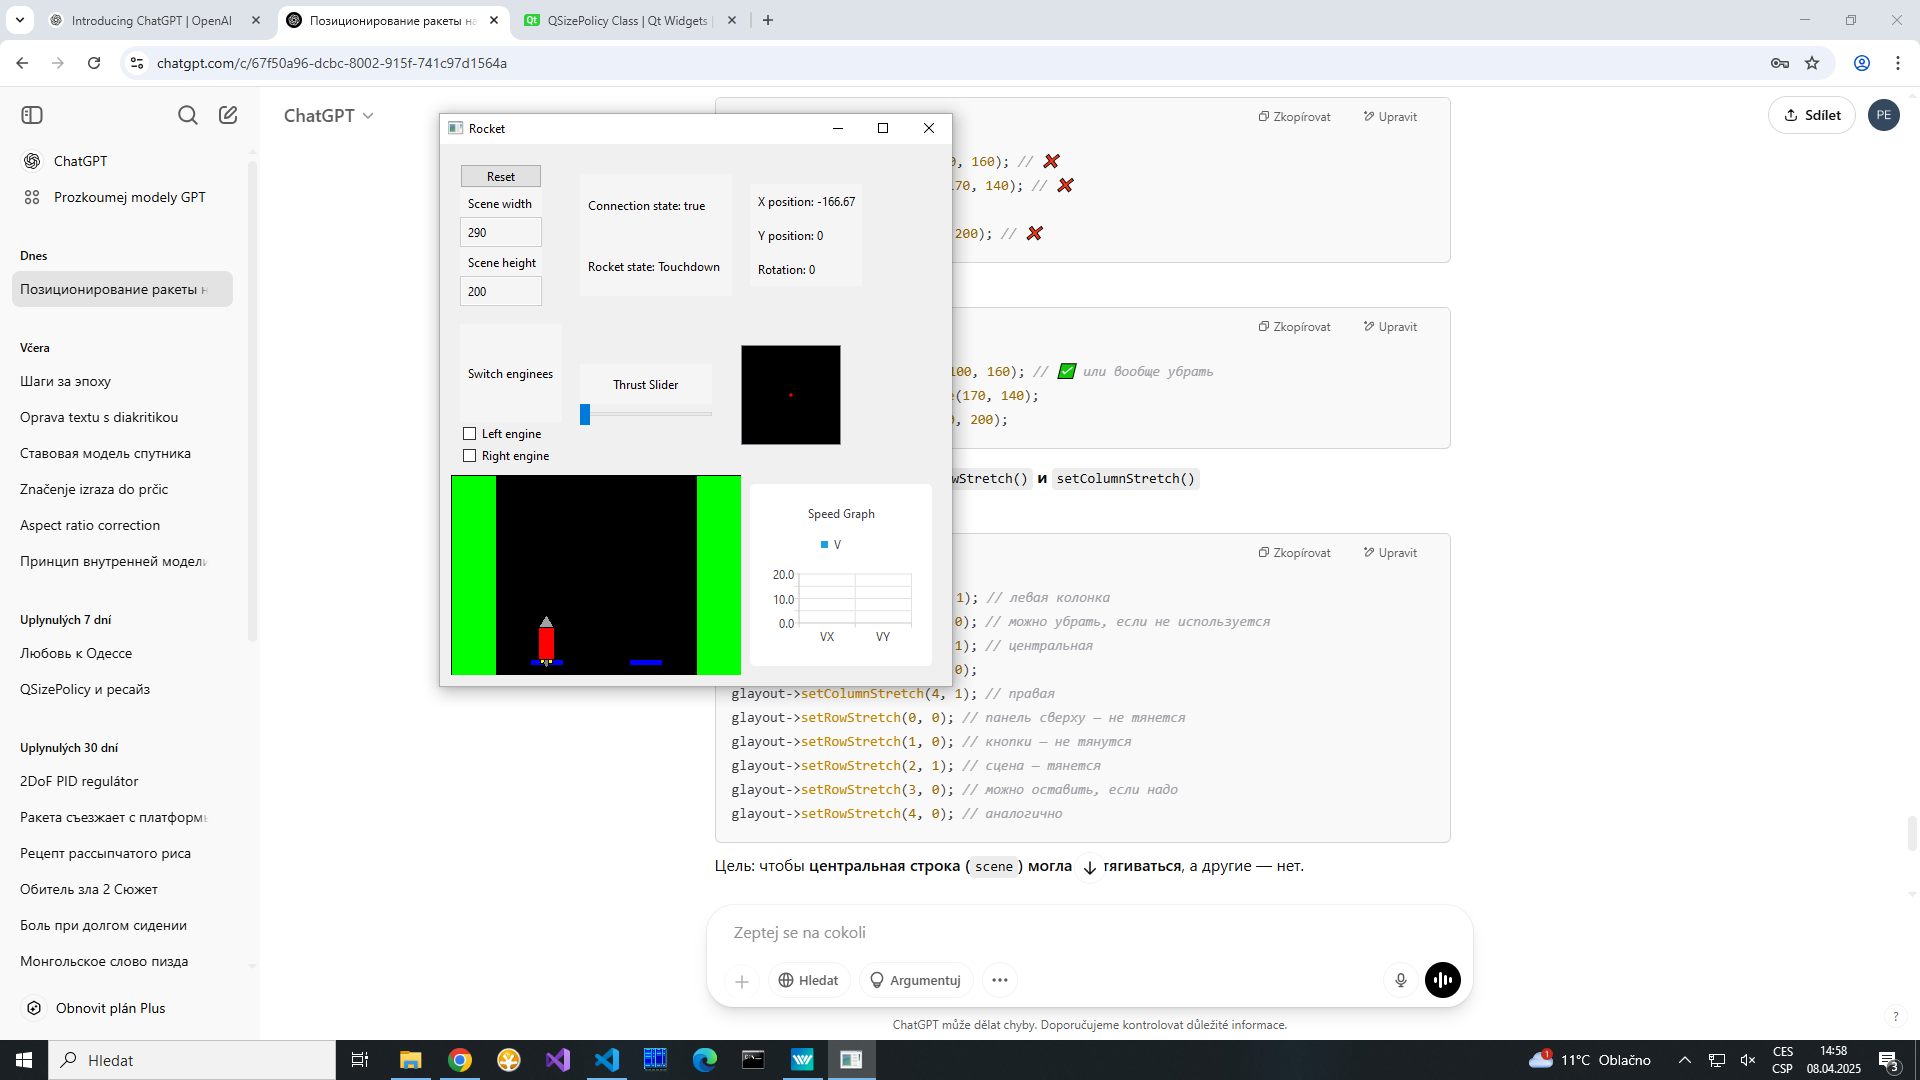 Introducing ChatGPT | OpenAI
Позиционирование ракеты на
QSizePolicy Class | Qt Widgets
chatgpt.com/c/67f50a96-dcbc-8002-915f-741c97d1564a
ChatGPT
Sdílet
PE
ChatGPT
Prozkoumej modely GPT
Dnes
Позиционирование ракеты н
Včera
Шаги за эпоху
Oprava textu s diakritikou
Ставовая модель спутника
Značenje izraza do prčic
Aspect ratio correction
Принцип внутренней модели
Uplynulých 7 dní
Любовь к Одессе
QSizePolicy и ресайз
Uplynulých 30 dní
2DoF PID regulátor
Ракета съезжает с платформы
Рецепт рассыпчатого риса
Обитель зла 2 Сюжет
Боль при долгом сидении
Монгольское слово пизда
Obnovit plán Plus
Rocket
Reset
Scene width
290
Scene height
200
Connection state: true
Rocket state: Touchdown
X position: -166.67
Y position: 0
Rotation: 0
Switch enginees
Left engine
Right engine
Thrust Slider
Speed Graph
V
20.0
10.0
0.0
VX VY
Zkopírovat Upravit
0, 160); // ❌
170, 140); // ❌
200); // ❌
Zkopírovat Upravit
100, 160); // ✅ или вообще убрать
e(170, 140);
), 200);
wStretch() и setColumnStretch()
Zkopírovat Upravit
1); // левая колонка
0); // можно убрать, если не используется
1); // центральная
0);
glayout->setColumnStretch(4, 1); // правая
glayout->setRowStretch(0, 0); // панель сверху — не тянется
glayout->setRowStretch(1, 0); // кнопки — не тянутся
glayout->setRowStretch(2, 1); // сцена — тянется
glayout->setRowStretch(3, 0); // можно оставить, если надо
glayout->setRowStretch(4, 0); // аналогично
Цель: чтобы центральная строка (scene) могла тягиваться, а другие — нет.
Zeptej se na cokoli
Hledat
Argumentuj
ChatGPT může dělat chyby. Doporučujeme kontrolovat důležité informace.
?
Hledat
1
11°C Oblačno
CES
CSP
14:58
08.04.2025
3